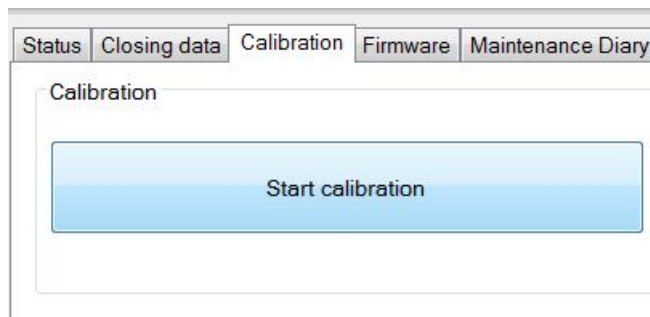 Status Closing data Calibration Firmware Maintenance Diary
Calibration
Start calibration